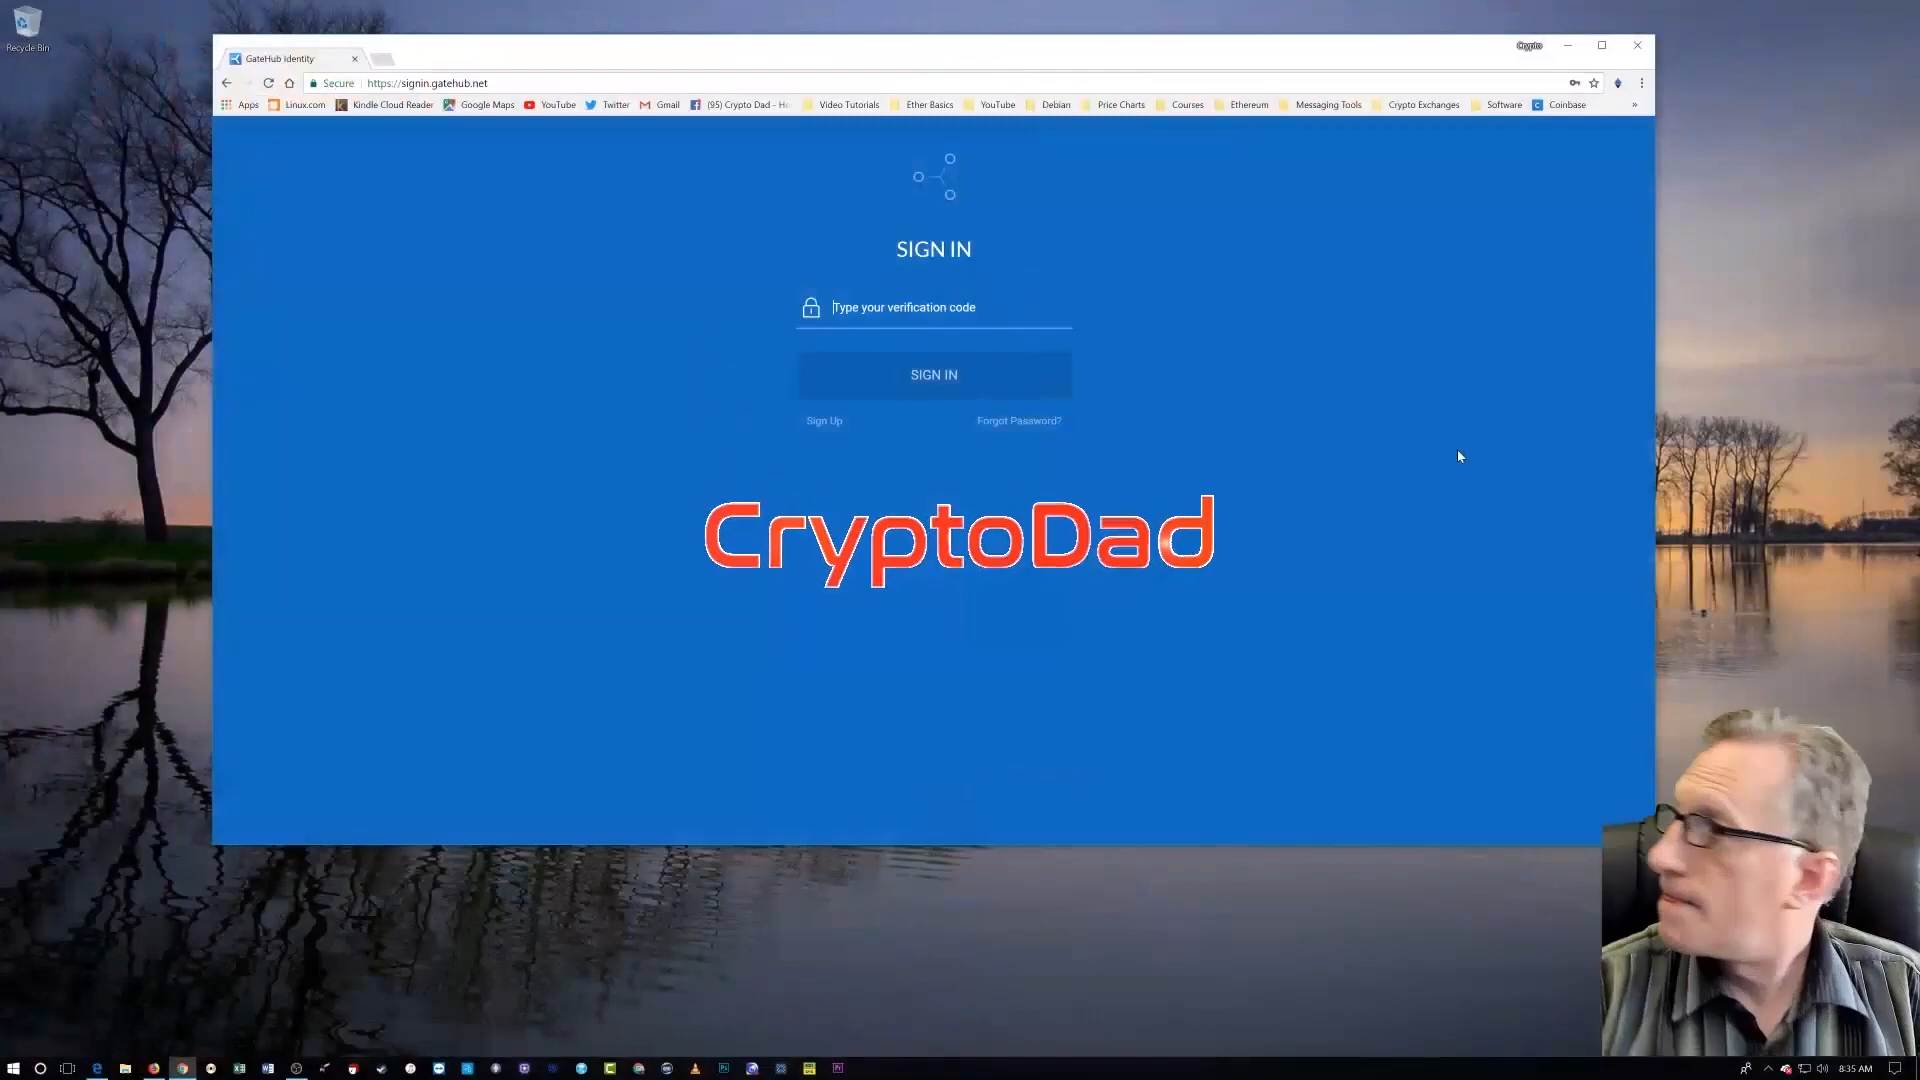 Recycle Bin
GateHub Identity
Crypto
Secure
https://signin.gatehub.net
Apps
Linux.com
Kindle Cloud Reader
Google Maps
YouTube
Twitter
Gmail
(95) Crypto Dad - Ho
Video Tutorials
Ether Basics
YouTube
Debian
Price Charts
Courses
Ethereum
Messaging Tools
Crypto Exchanges
Software
Coinbase
»
SIGN IN
Type your verification code
SIGN IN
Sign Up
Forgot Password?
CryptoDad
8:35 AM